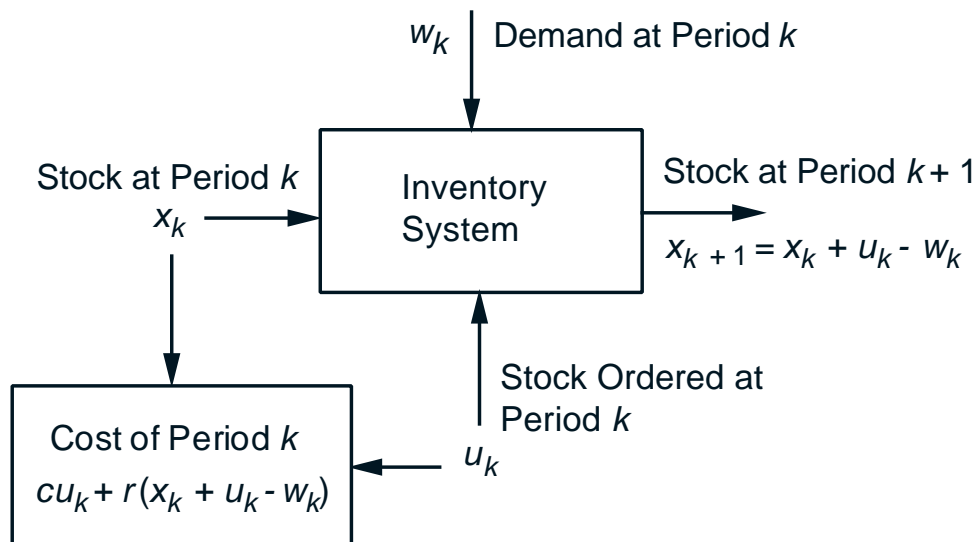 w_k Demand at Period k
Stock at Period k
x_k
Inventory
System
Stock at Period k + 1
x_{k + 1} = x_k + u_k - w_k
Stock Ordered at
Period k
u_k
Cost of Period k
cu_k + r(x_k + u_k - w_k)